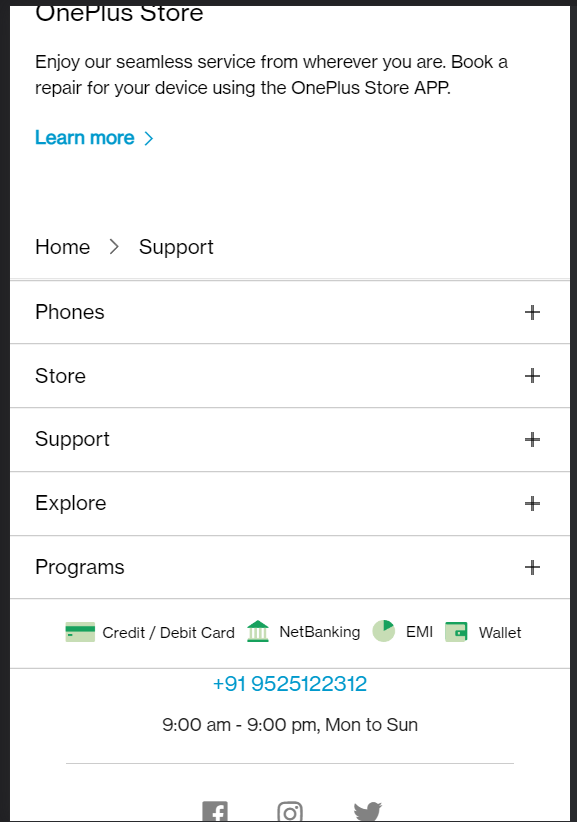 OnePlus Store
Enjoy our seamless service from wherever you are. Book a
repair for your device using the OnePlus Store APP.
Learn more
Home > Support
Phones +
Store +
Support +
Explore +
Programs +
Credit / Debit Card NetBanking EMI Wallet
+91 9525122312
9:00 am - 9:00 pm, Mon to Sun